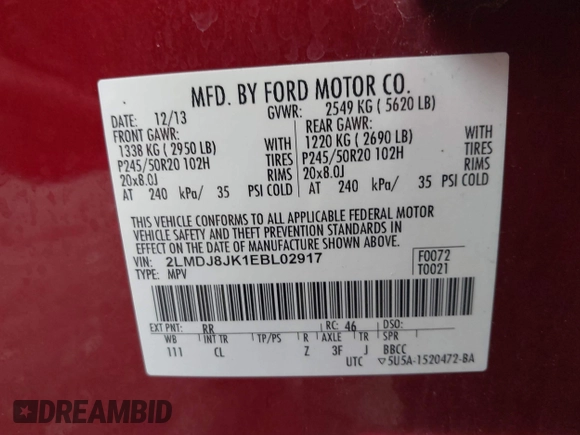 MFD. BY FORD MOTOR CO.
DATE: 12/13 GVWR: 2549 KG ( 5620 LB)
FRONT GAWR: REAR GAWR:
1338 KG ( 2950 LB) WITH 1220 KG ( 2690 LB) WITH
P245/50R20 102H TIRES P245/50R20 102H TIRES
20x8.0J RIMS 20x8.0J RIMS
AT 240 kPa/ 35 PSI COLD AT 240 kPa/ 35 PSI COLD
THIS VEHICLE CONFORMS TO ALL APPLICABLE FEDERAL MOTOR
VEHICLE SAFETY AND THEFT PREVENTION STANDARDS IN
EFFECT ON THE DATE OF MANUFACTURE SHOWN ABOVE.
VIN: 2LMDJ8JK1EBL02917 F0072
TYPE: MPV T0021
EXT PNT: RR RC: 46 DSO:
WB INT TR TP/PS R AXLE TR SPR
111 CL Z 3F J BBCC
UTC ▽5U5A-1520472-BA
DREAMBID